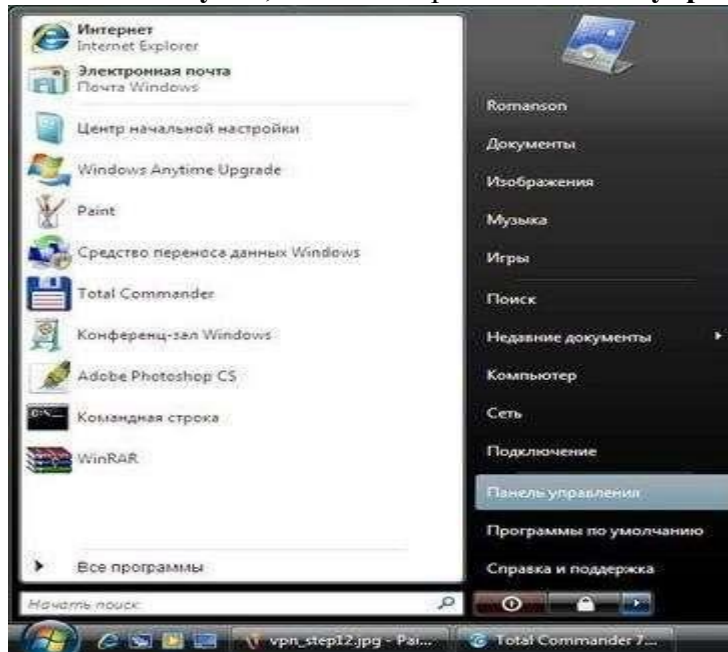 Интернет
Internet Explorer
Электронная почта
Почта Windows
Центр начальной настройки
Windows Anytime Upgrade
Paint
Средство переноса данных Windows
Total Commander
Конференц-зал Windows
Adobe Photoshop CS
Командная строка
WinRAR
Все программы
Начать поиск
Romanson
Документы
Изображения
Музыка
Игры
Поиск
Недавние документы
Компьютер
Сеть
Подключение
Панель управления
Программы по умолчанию
Справка и поддержка
vpn_step12.jpg - Pai...
Total Commander 7...